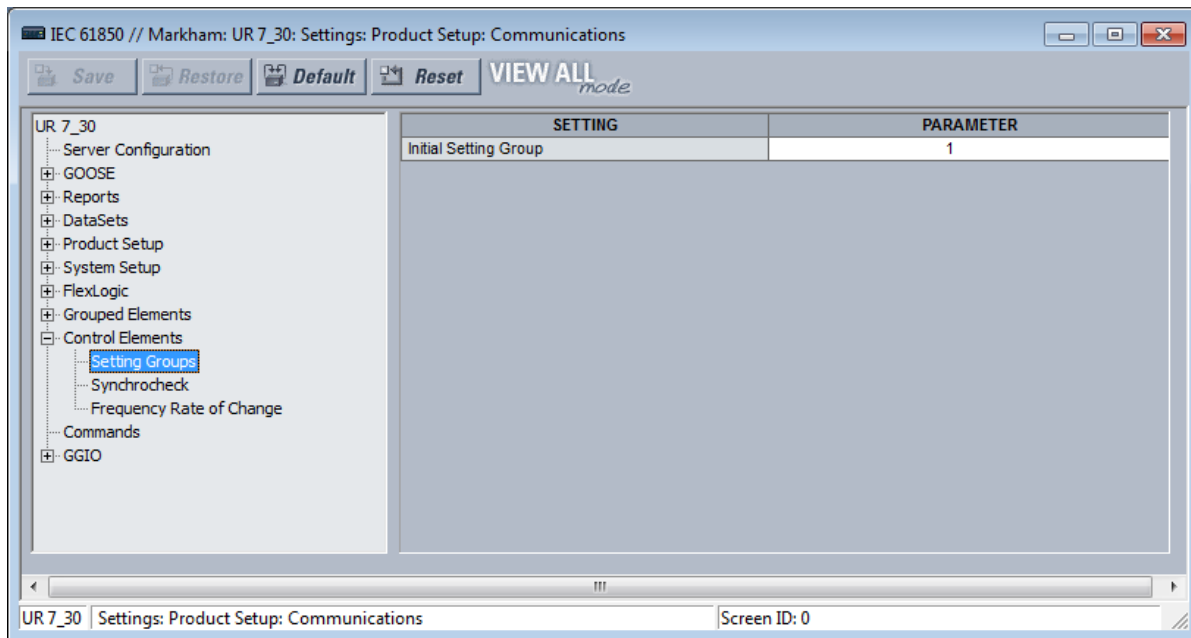 IEC 61850 // Markham: UR 7_30: Settings: Product Setup: Communications
Save Restore Default Reset VIEW ALL mode
UR 7_30
Server Configuration
GOOSE
Reports
DataSets
Product Setup
System Setup
FlexLogic
Grouped Elements
Control Elements
Setting Groups
Synchrocheck
Frequency Rate of Change
Commands
GGIO
SETTING PARAMETER
Initial Setting Group 1
UR 7_30 Settings: Product Setup: Communications Screen ID: 0